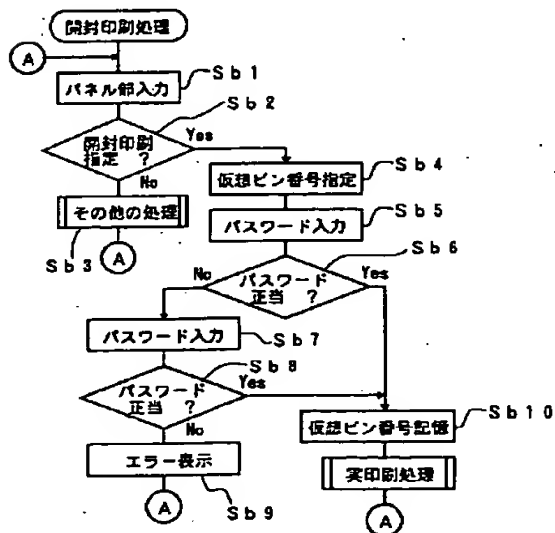 開封印刷処理
A
パネル部入力
Sb1
Sb2
開封印刷
指定 ?
Yes
No
その他の処理
Sb3
A
仮想ビン番号指定
Sb4
パスワード入力
Sb5
Sb6
パスワード
正当 ?
No
Yes
パスワード入力
Sb7
Sb8
パスワード
正当 ?
Yes
No
エラー表示
Sb9
A
仮想ビン番号記憶
Sb10
実印刷処理
A